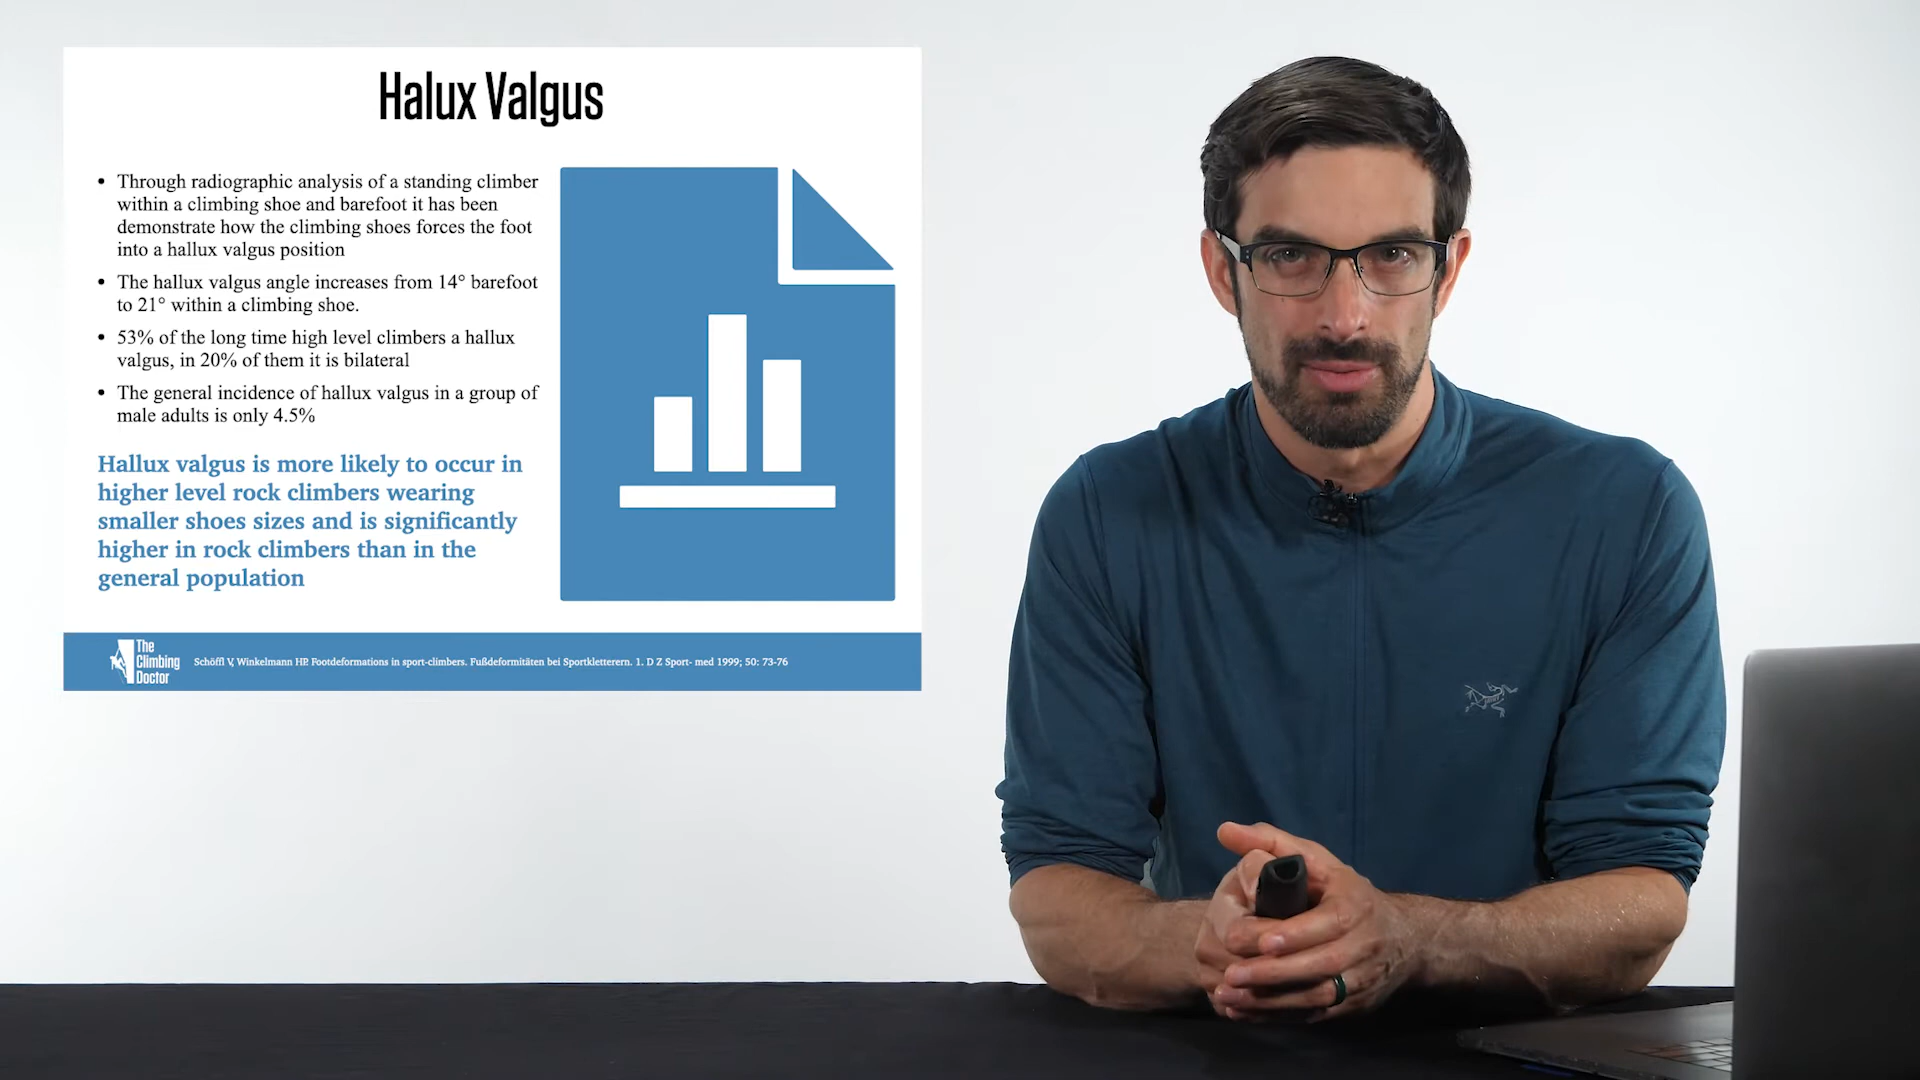 Halux Valgus
• Through radiographic analysis of a standing climber
within a climbing shoe and barefoot it has been
demonstrate how the climbing shoes forces the foot
into a hallux valgus position
• The hallux valgus angle increases from 14° barefoot
to 21° within a climbing shoe.
• 53% of the long time high level climbers a hallux
valgus, in 20% of them it is bilateral
• The general incidence of hallux valgus in a group of
male adults is only 4.5%
Hallux valgus is more likely to occur in
higher level rock climbers wearing
smaller shoes sizes and is significantly
higher in rock climbers than in the
general population
The
Climbing
Doctor
Schöffl V, Winkelmann HP. Footdeformations in sport-climbers. Fußdeformitäten bei Sportkletterern. 1. D Z Sport- med 1999; 50: 73-76